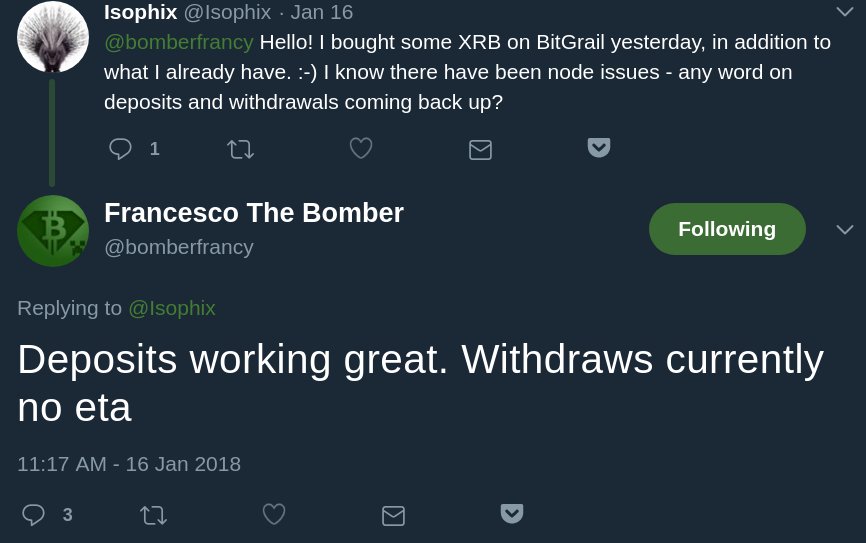 Isophix @Isophix · Jan 16
@bomberfrancy Hello! I bought some XRB on BitGrail yesterday, in addition to
what I already have. :-) I know there have been node issues - any word on
deposits and withdrawals coming back up?
1
Francesco The Bomber
@bomberfrancy
Following
Replying to @Isophix
Deposits working great. Withdraws currently
no eta
11:17 AM - 16 Jan 2018
3